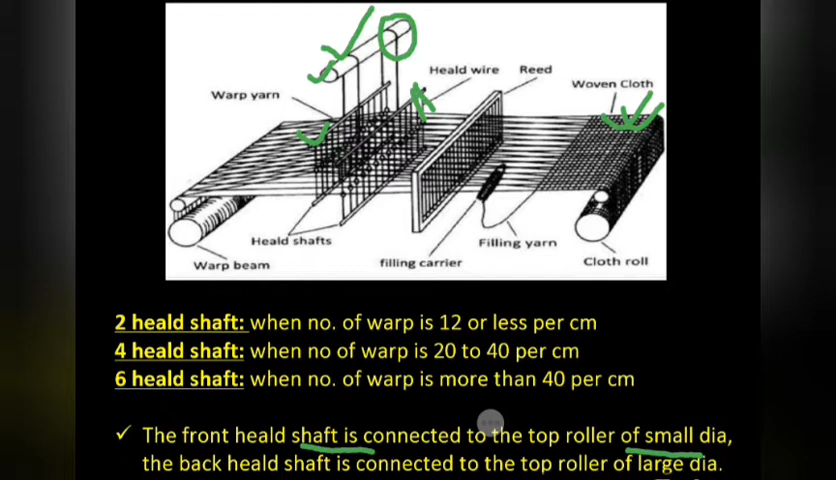 Heald wire Reed
Woven Cloth
Warp yarn
Heald shafts
Filling yarn
Warp beam
filling carrier
Cloth roll
2 heald shaft: when no. of warp is 12 or less per cm
4 heald shaft: when no of warp is 20 to 40 per cm
6 heald shaft: when no. of warp is more than 40 per cm
✓ The front heald shaft is connected to the top roller of small dia,
the back heald shaft is connected to the top roller of large dia.